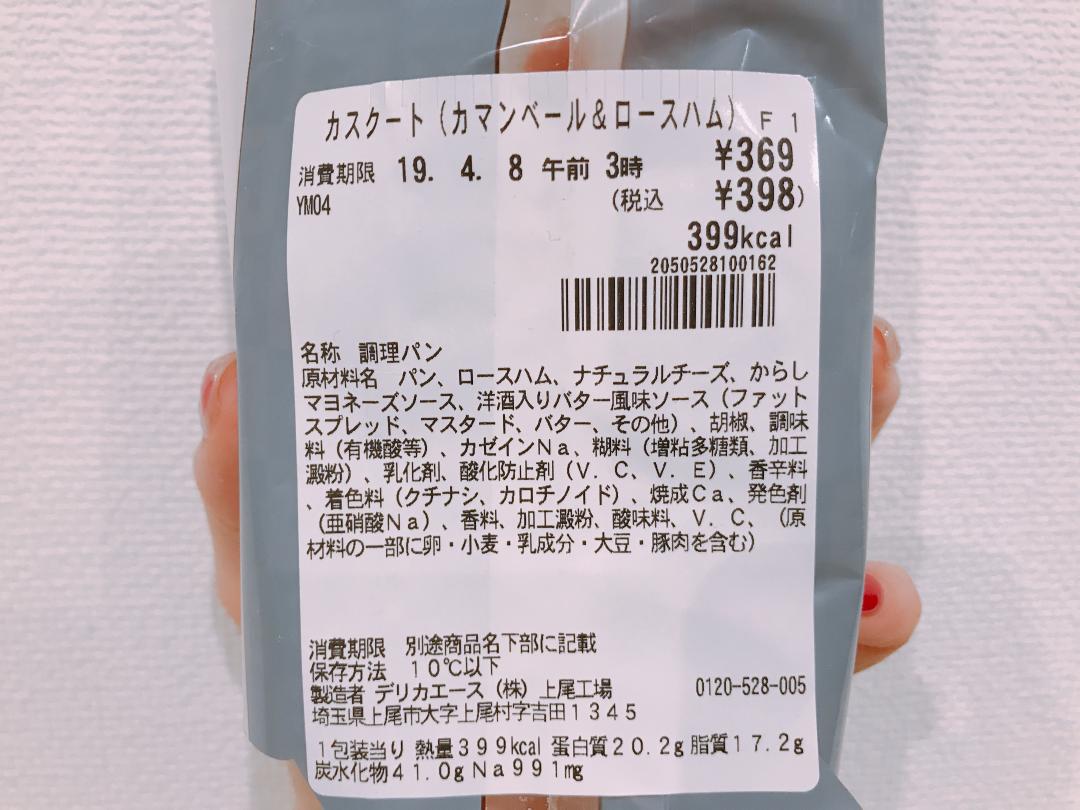 カスクート(カマンベール&ロースハム) F1
消費期限 19. 4. 8 午前 3時 ¥369
YM04 (税込 ¥398)
399kcal
2050528100162
名称 調理パン
原材料名 パン、ロースハム、ナチュラルチーズ、からし
マヨネーズソース、洋酒入りバター風味ソース(ファット
スプレッド、マスタード、バター、その他)、胡椒、調味
料(有機酸等)、カゼインNa、糊料(増粘多糖類、加工
澱粉)、乳化剤、酸化防止剤(V.C、V.E)、香辛料
、着色料(クチナシ、カロチノイド)、焼成Ca、発色剤
(亜硝酸Na)、香料、加工澱粉、酸味料、V.C、(原
材料の一部に卵・小麦・乳成分・大豆・豚肉を含む)
消費期限 別途商品名下部に記載
保存方法 10℃以下
製造者 デリカエース(株)上尾工場 0120-528-005
埼玉県上尾市大字上尾村字吉田1345
1包装当り 熱量399kcal 蛋白質20.2g 脂質17.2g
炭水化物41.0g Na991mg